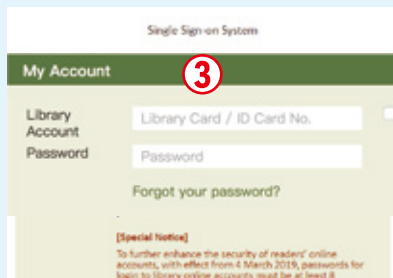 Single Sign-on System
My Account
3
Library Card / ID Card No.
Library
Account
Password
Password
Forgot your password?
[Special Notice]
To further enhance the security of readers' online
accounts, with effect from 4 March 2019, passwords for
login to library online accounts must be at least 8